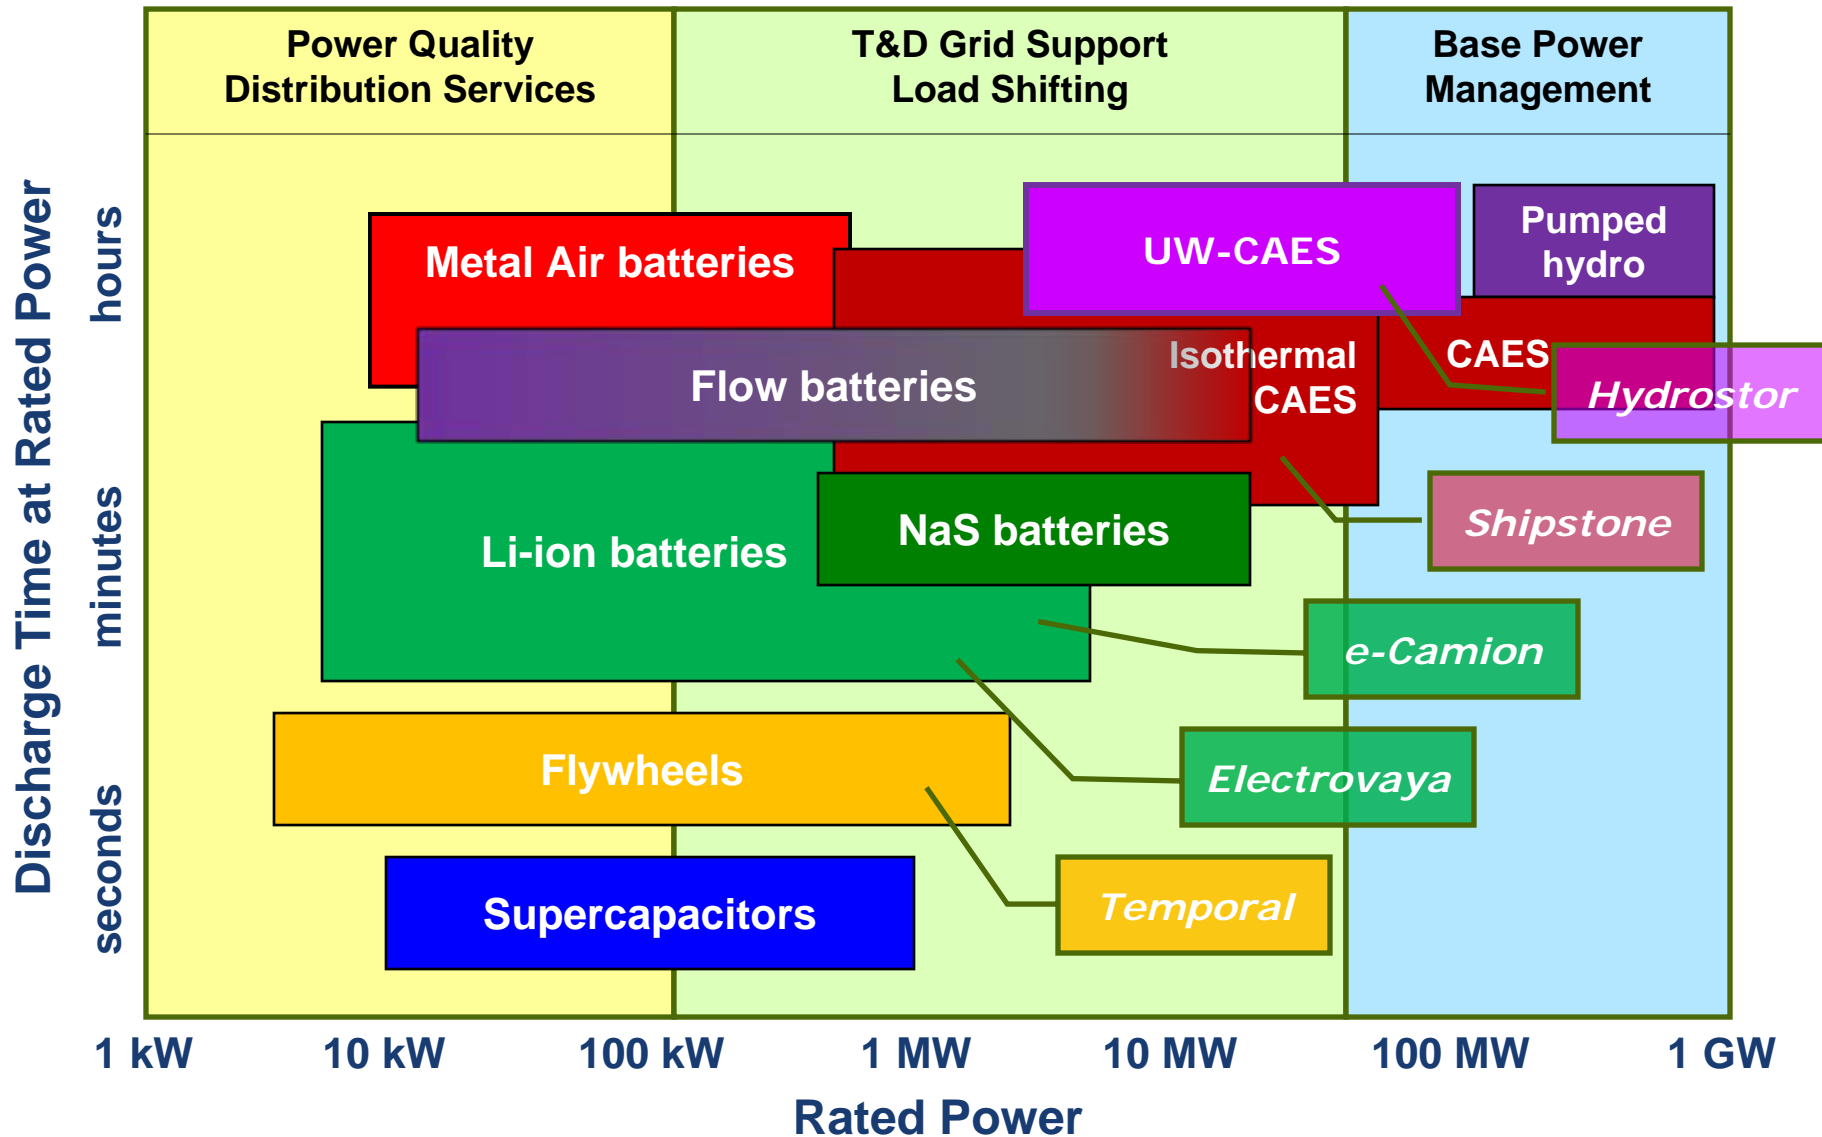 Power Quality
Distribution Services
T&D Grid Support
Load Shifting
Base Power
Management
Discharge Time at Rated Power
hours
minutes
seconds
Metal Air batteries
UW-CAES
Pumped
hydro
Isothermal
CAES
CAES
Flow batteries
Hydrostor
Li-ion batteries
NaS batteries
Shipstone
e-Camion
Flywheels
Electrovaya
Supercapacitors
Temporal
1 kW 10 kW 100 kW 1 MW 10 MW 100 MW 1 GW
Rated Power